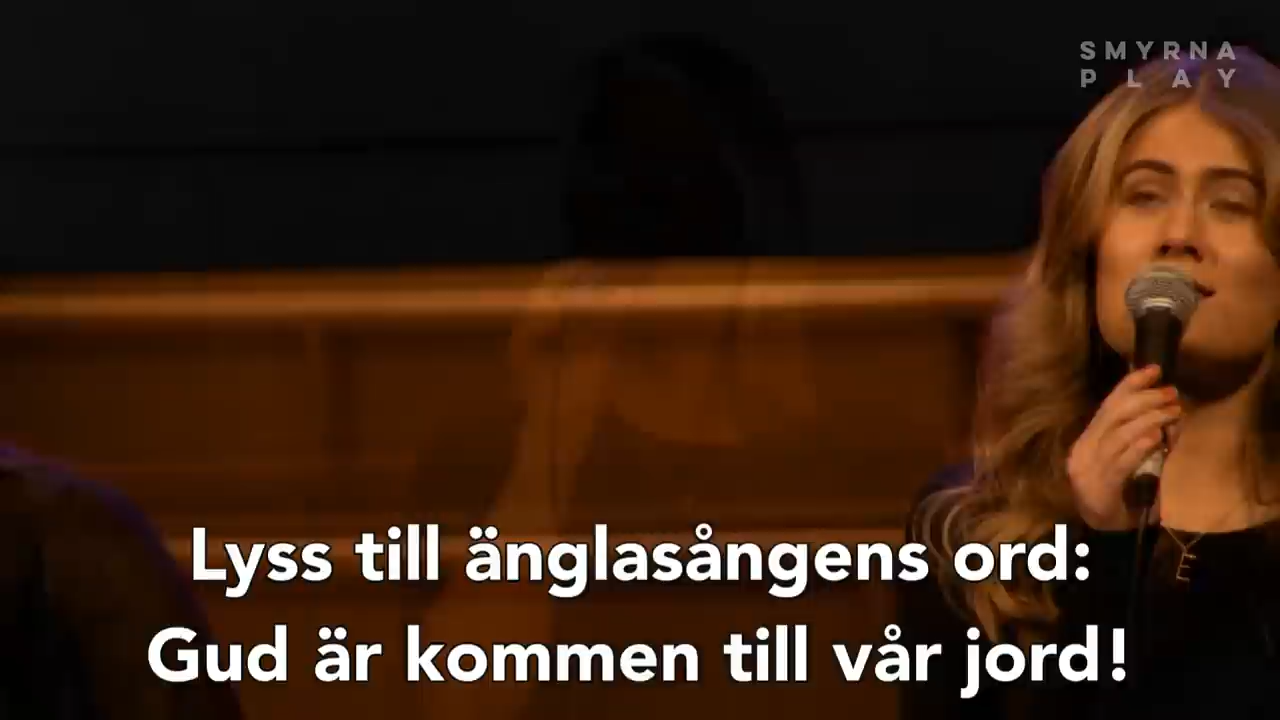 SMYRNA
PLAY
Lyss till änglasångens ord:
Gud är kommen till vår jord!
E